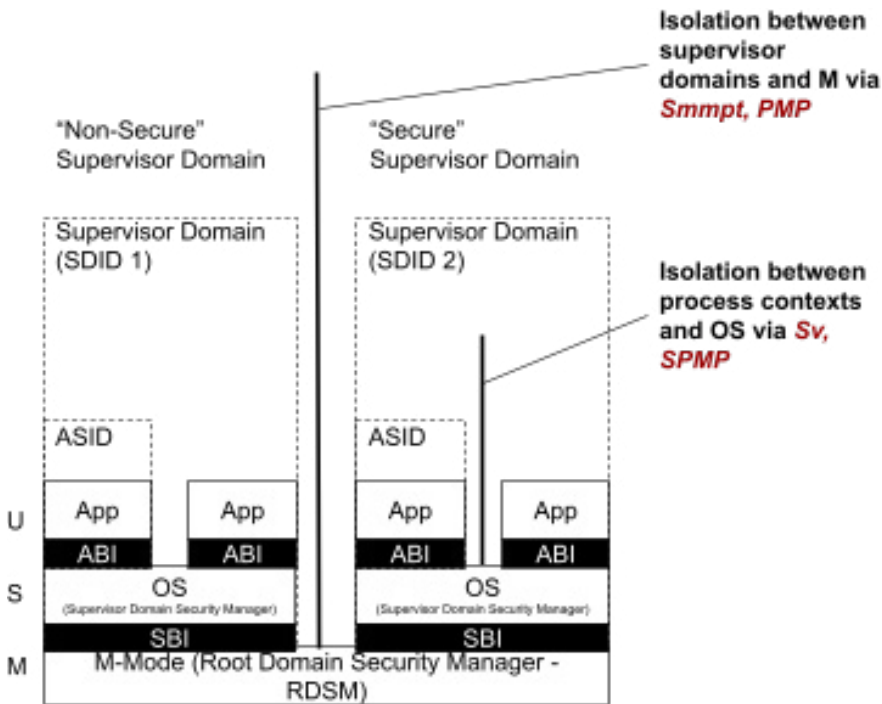 Isolation between
supervisor
domains and M via
Smmpt, PMP
“Non-Secure”
Supervisor Domain
“Secure”
Supervisor Domain
Supervisor Domain
(SDID 1)
Supervisor Domain
(SDID 2)
Isolation between
process contexts
and OS via Sv,
SPMP
ASID
ASID
U
App
App
App
App
ABI
ABI
ABI
ABI
S
OS
(Supervisor Domain Security Manager)
OS
(Supervisor Domain Security Manager)
SBI
SBI
M
M-Mode (Root Domain Security Manager -
RDSM)